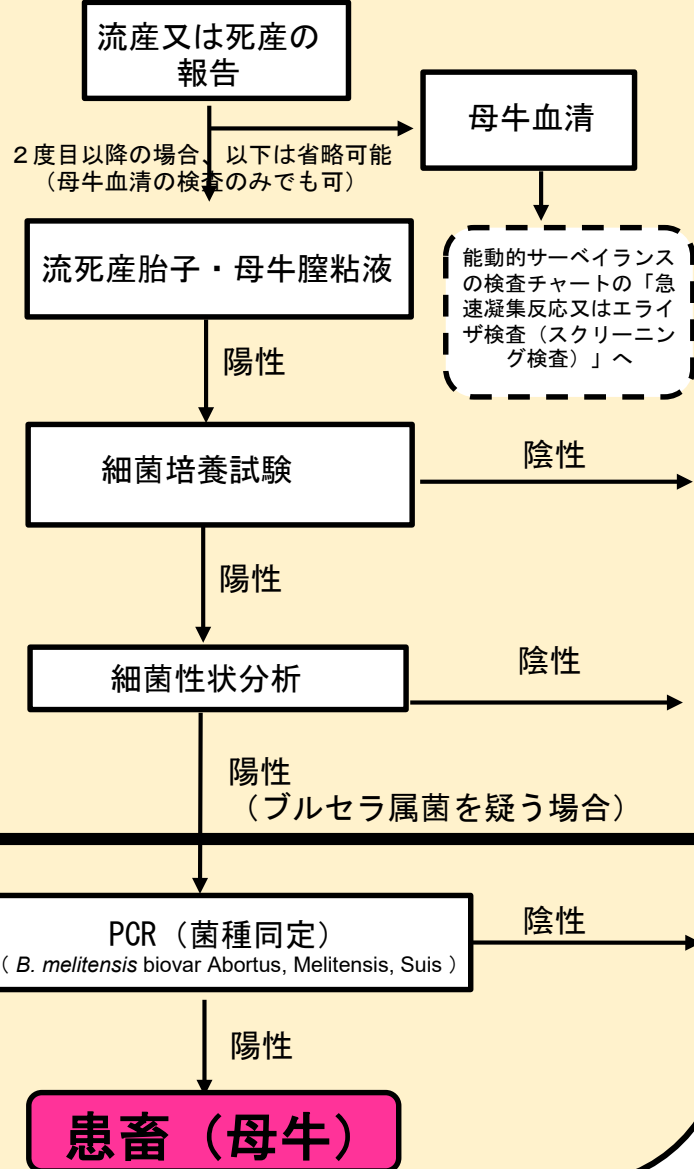 流産又は死産の
報告
母牛血清
２度目以降の場合、以下は省略可能
（母牛血清の検査のみでも可）
能動的サーベイランス
の検査チャートの「急
速凝集反応又はエライ
ザ検査（スクリーニン
グ検査）」へ
流死産胎子・母牛膣粘液
陽性
細菌培養試験
陰性
陽性
細菌性状分析
陰性
陽性
（ブルセラ属菌を疑う場合）
PCR（菌種同定）
（ B. melitensis biovar Abortus, Melitensis, Suis ）
陰性
陽性
患畜（母牛）